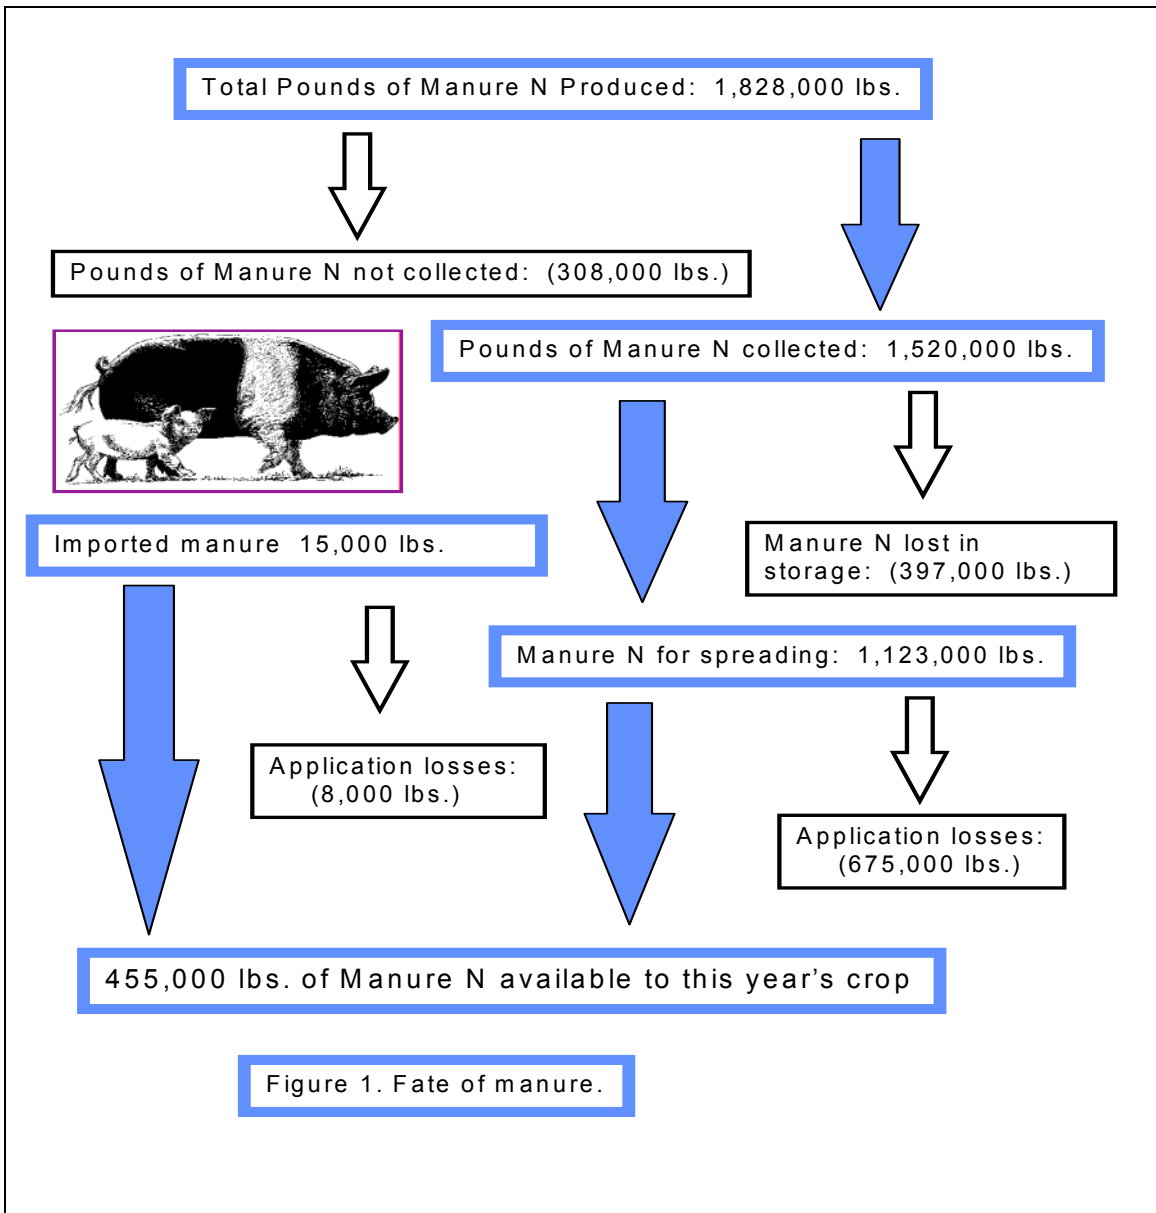 Total Pounds of Manure N Produced: 1,828,000 lbs.
Pounds of Manure N not collected: (308,000 lbs.)
Pounds of Manure N collected: 1,520,000 lbs.
Imported manure 15,000 lbs.
Manure N lost in
storage: (397,000 lbs.)
Manure N for spreading: 1,123,000 lbs.
Application losses:
(8,000 lbs.)
Application losses:
(675,000 lbs.)
455,000 lbs. of Manure N available to this year's crop
Figure 1. Fate of manure.